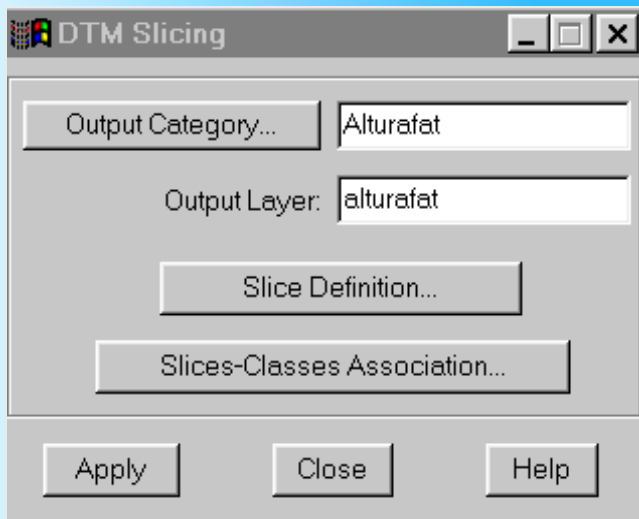 DTM Slicing
Output Category... Alturafat
Output Layer: alturafat
Slice Definition...
Slices-Classes Association...
Apply Close Help